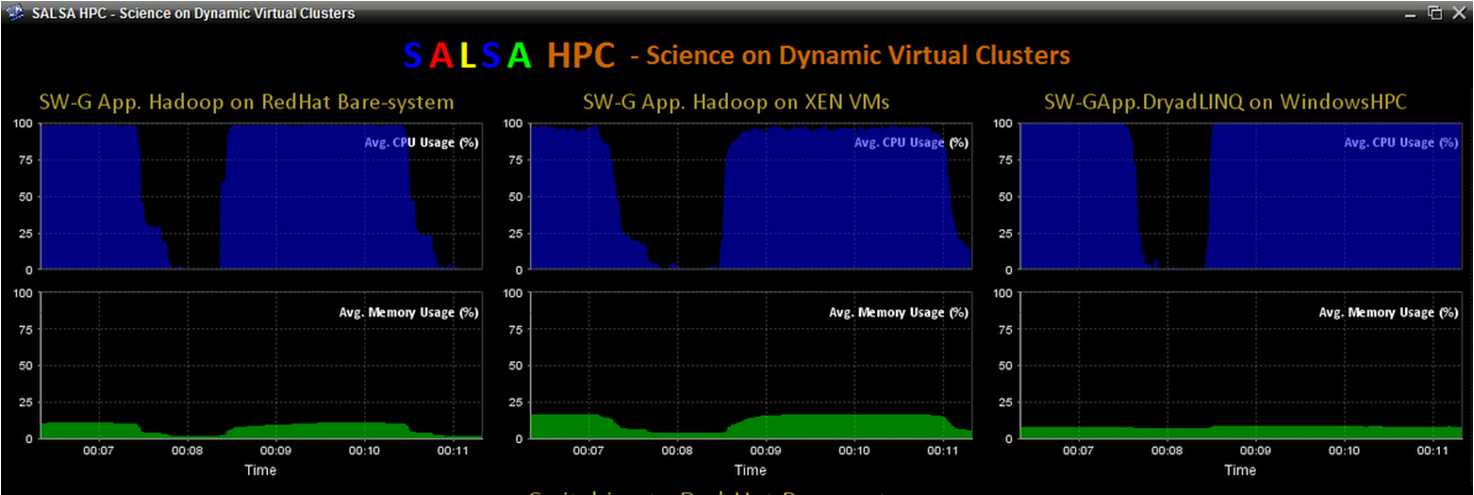 SALSA HPC - Science on Dynamic Virtual Clusters
SALSA HPC - Science on Dynamic Virtual Clusters
SW-G App. Hadoop on RedHat Bare-system
100
75
50
25
0
Avg. CPU Usage (%)
100
75
50
25
0
Avg. Memory Usage (%)
00:07 00:08 00:09 00:10 00:11
Time
SW-G App. Hadoop on XEN VMs
100
75
50
25
0
Avg. CPU Usage (%)
100
75
50
25
0
Avg. Memory Usage (%)
00:07 00:08 00:09 00:10 00:11
Time
SW-GApp.DryadLINQ on WindowsHPC
100
75
50
25
0
Avg. CPU Usage (%)
100
75
50
25
0
Avg. Memory Usage (%)
00:07 00:08 00:09 00:10 00:11
Time